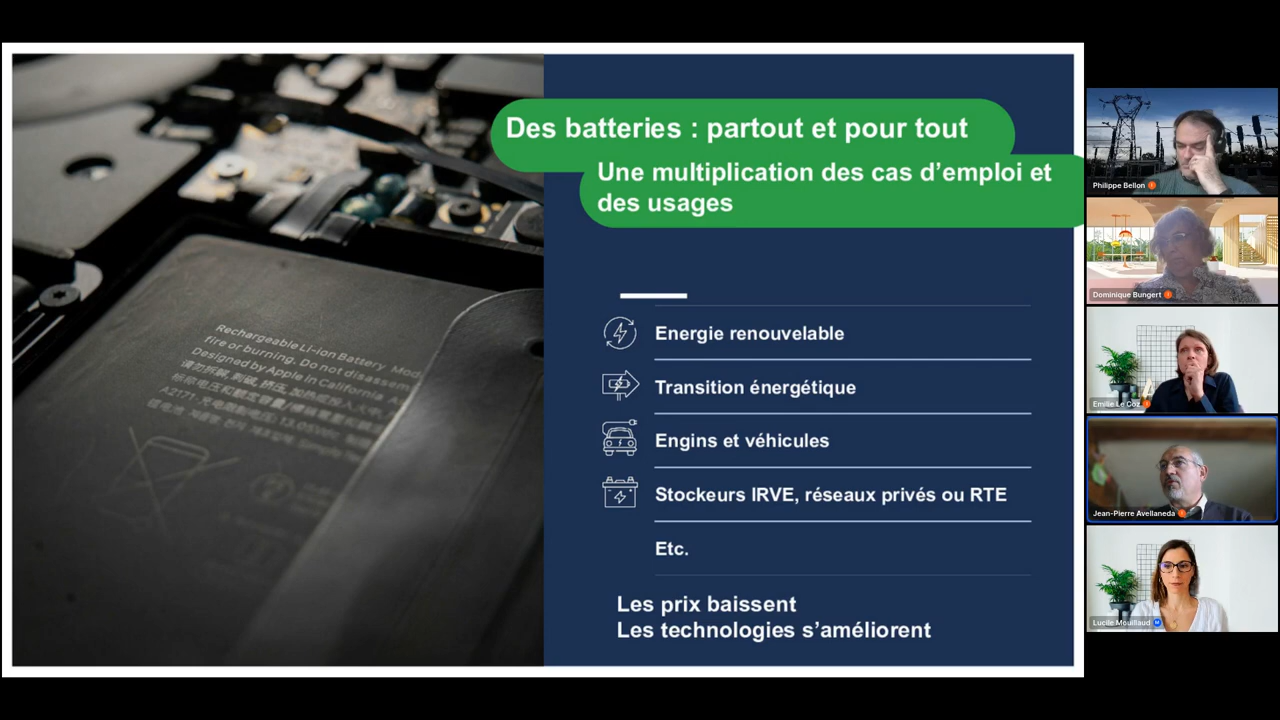 Des batteries : partout et pour tout
Une multiplication des cas d’emploi et
des usages
Energie renouvelable
Transition énergétique
Engins et véhicules
Stockeurs IRVE, réseaux privés ou RTE
Etc.
Les prix baissent
Les technologies s’améliorent
Rechargeable Li-ion Battery Mod
fire or burning. Do not disassem
Designed by Apple in California
Philippe Bellon
Dominique Bungert
Emilie Le Coz
Jean-Pierre Avellaneda
Lucile Mouillaud